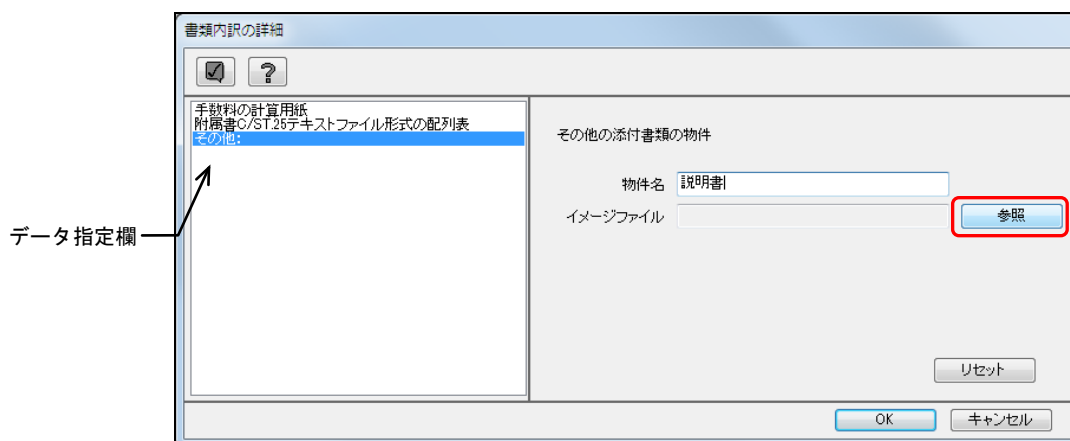 書類内訳の詳細
?
手数料の計算用紙
附属書C/ST.25テキストファイル形式の配列表
その他:
その他の添付書類の物件
物件名 説明書
データ指定欄
イメージファイル 参照
リセット
OK キャンセル